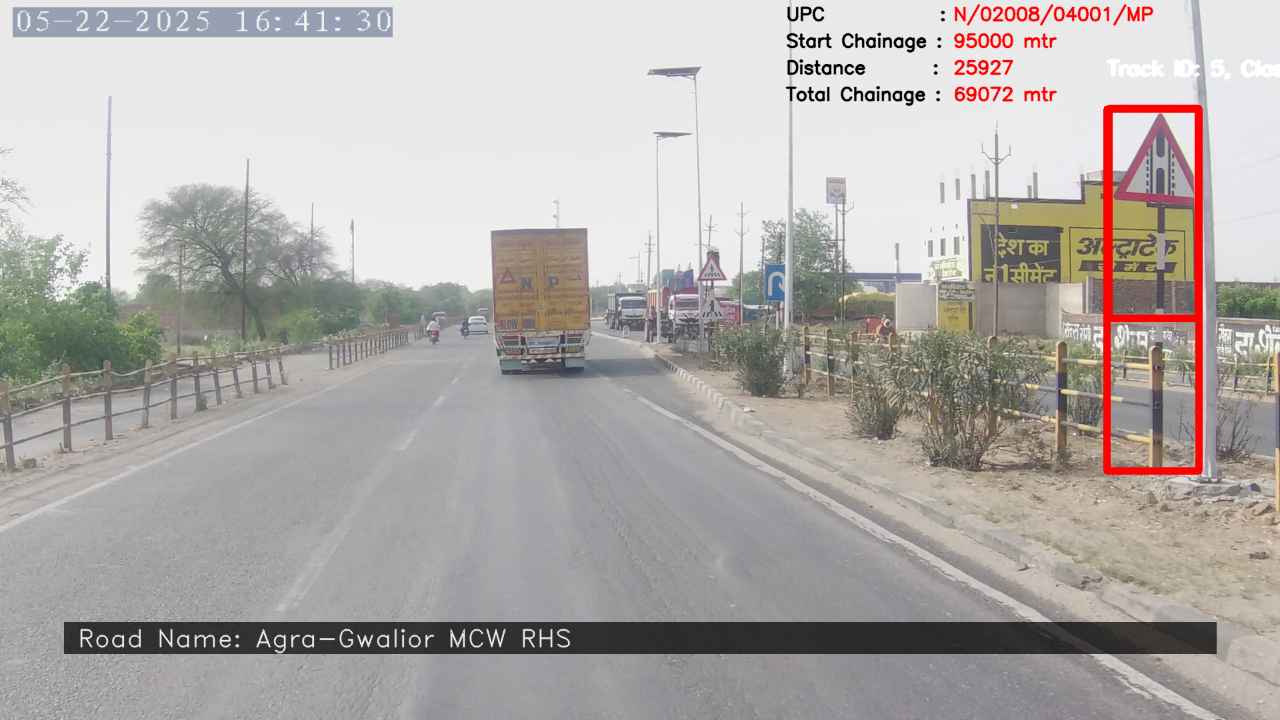 05-22-2025 16:41:30
UPC : N/02008/04001/MP
Start Chainage : 95000 mtr
Distance : 25927
Total Chainage : 69072 mtr
Track ID: 5, Clas
देश का
नं.1 सीमेंट
अल्ट्राटेक
सीमेंट
N P
Road Name: Agra-Gwalior MCW RHS